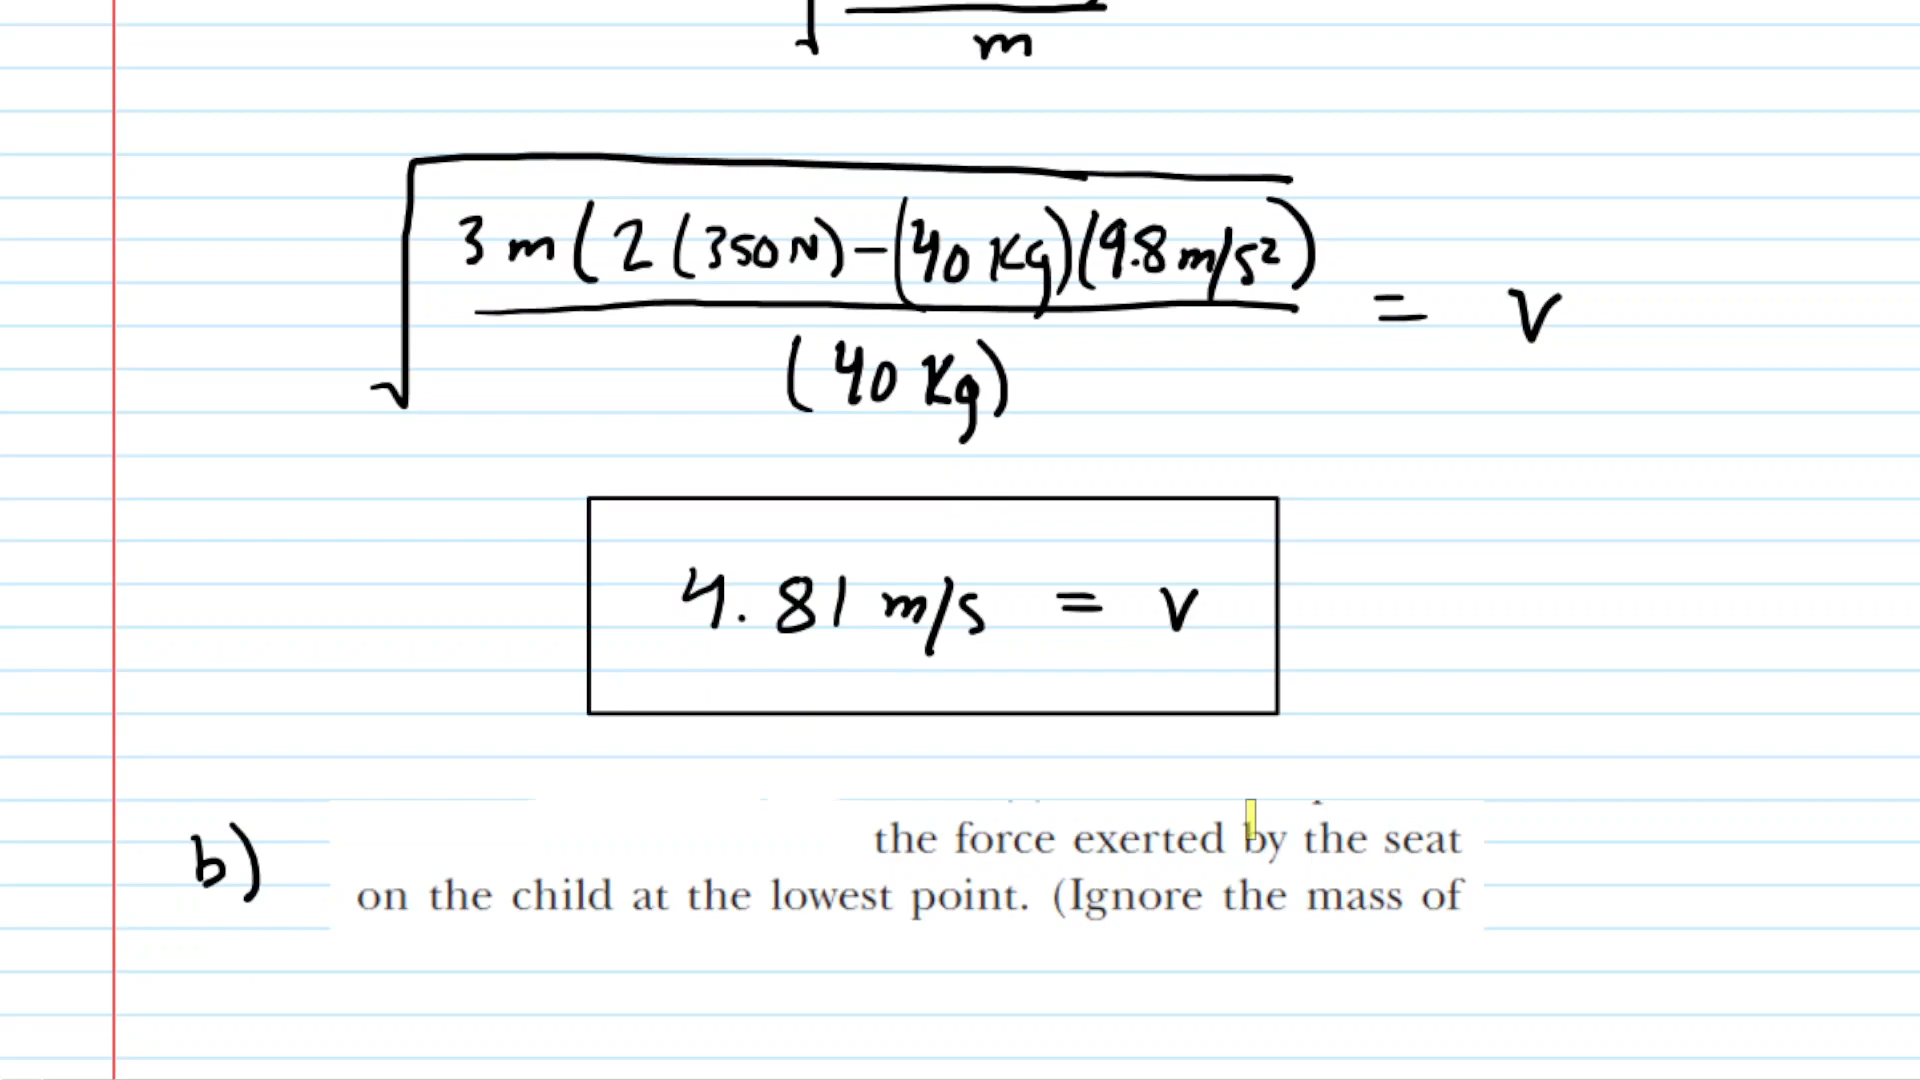 m
3 m ( 2 (350 N) - (40 Kg)(9.8 m/s²)
= v
(40 Kg)
4.81 m/s = v
b) the force exerted by the seat
on the child at the lowest point. (Ignore the mass of